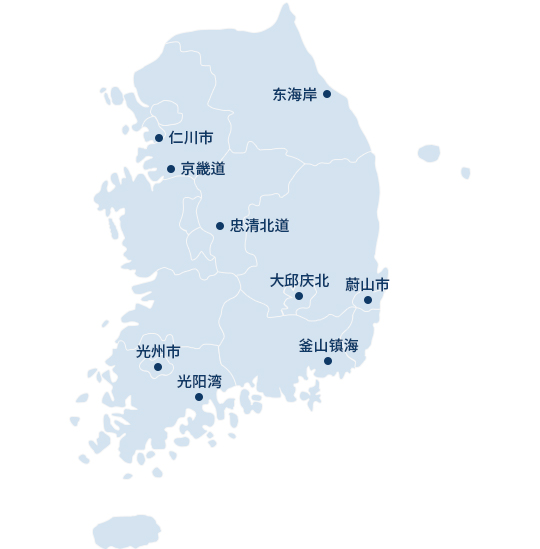 东海岸
仁川市
京畿道
忠清北道
大邱庆北
蔚山市
釜山镇海
光州市
光阳湾